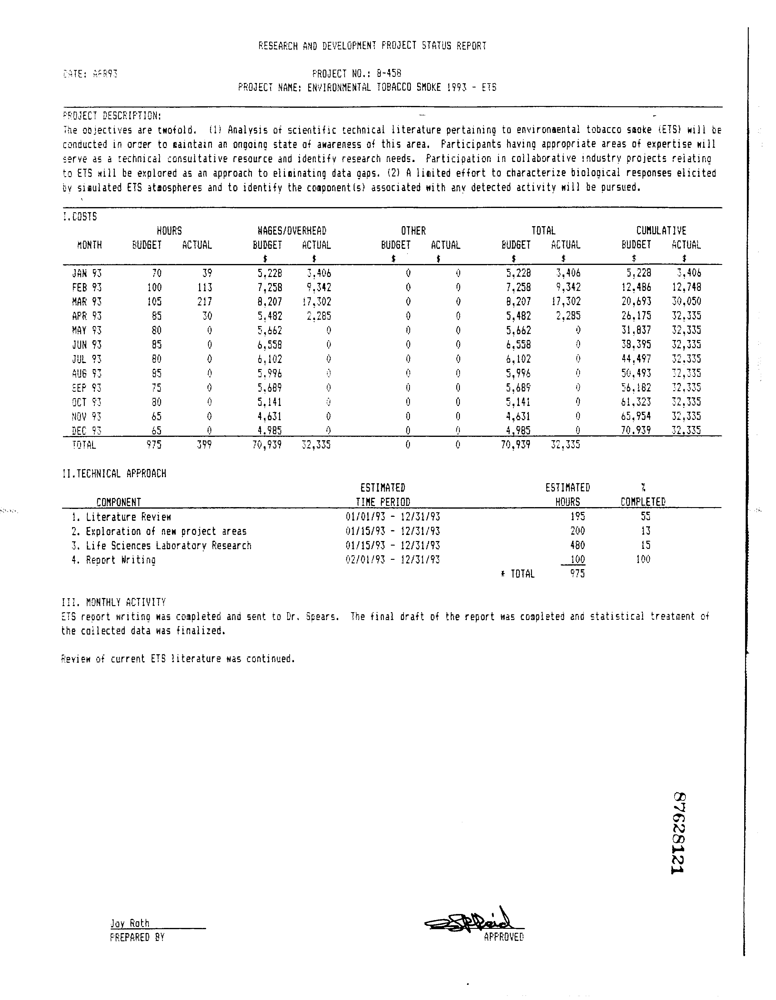 RESEARCH AND DEVELOPMENT PROJECT STATUS REPORT
DATE: APR93 PROJECT NO.: B-458
PROJECT NAME: ENVIRONMENTAL TOBACCO SMOKE 1993 - ETS
PROJECT DESCRIPTION:
The objectives are twofold. (1) Analysis of scientific technical literature pertaining to environmental tobacco smoke (ETS) will be
conducted in order to maintain an ongoing state of awareness of this area. Participants having appropriate areas of expertise will
serve as a technical consultative resource and identify research needs. Participation in collaborative industry projects relating
to ETS will be explored as an approach to eliminating data gaps. (2) A limited effort to characterize biological responses elicited
by simulated ETS atmospheres and to identify the component(s) associated with any detected activity will be pursued.
I.COSTS
HOURS WAGES/OVERHEAD OTHER TOTAL CUMULATIVE
MONTH BUDGET ACTUAL BUDGET ACTUAL BUDGET ACTUAL BUDGET ACTUAL BUDGET ACTUAL
$ $ $ $ $ $ $ $
JAN 93 70 39 5,228 3,406 0 0 5,228 3,406 5,228 3,406
FEB 93 100 113 7,258 9,342 0 0 7,258 9,342 12,486 12,748
MAR 93 105 217 8,207 17,302 0 0 8,207 17,302 20,693 30,050
APR 93 85 30 5,482 2,285 0 0 5,482 2,285 26,175 32,335
MAY 93 80 0 5,662 0 0 0 5,662 0 31,837 32,335
JUN 93 85 0 6,558 0 0 0 6,558 0 38,395 32,335
JUL 93 80 0 6,102 0 0 0 6,102 0 44,497 32,335
AUG 93 85 0 5,996 0 0 0 5,996 0 50,493 32,335
SEP 93 75 0 5,689 0 0 0 5,689 0 56,182 32,335
OCT 93 80 0 5,141 0 0 0 5,141 0 61,323 32,335
NOV 93 65 0 4,631 0 0 0 4,631 0 65,954 32,335
DEC 93 65 0 4,985 0 0 0 4,985 0 70,939 32,335
TOTAL 975 399 70,939 32,335 0 0 70,939 32,335
II.TECHNICAL APPROACH
ESTIMATED ESTIMATED %
COMPONENT TIME PERIOD HOURS COMPLETED
1. Literature Review 01/01/93 - 12/31/93 195 55
2. Exploration of new project areas 01/15/93 - 12/31/93 200 13
3. Life Sciences Laboratory Research 01/15/93 - 12/31/93 480 15
4. Report Writing 02/01/93 - 12/31/93 100 100
* TOTAL 975
III. MONTHLY ACTIVITY
ETS report writing was completed and sent to Dr. Spears. The final draft of the report was completed and statistical treatment of
the collected data was finalized.
Review of current ETS literature was continued.
87628121
Jay Roth
PREPARED BY APPROVED